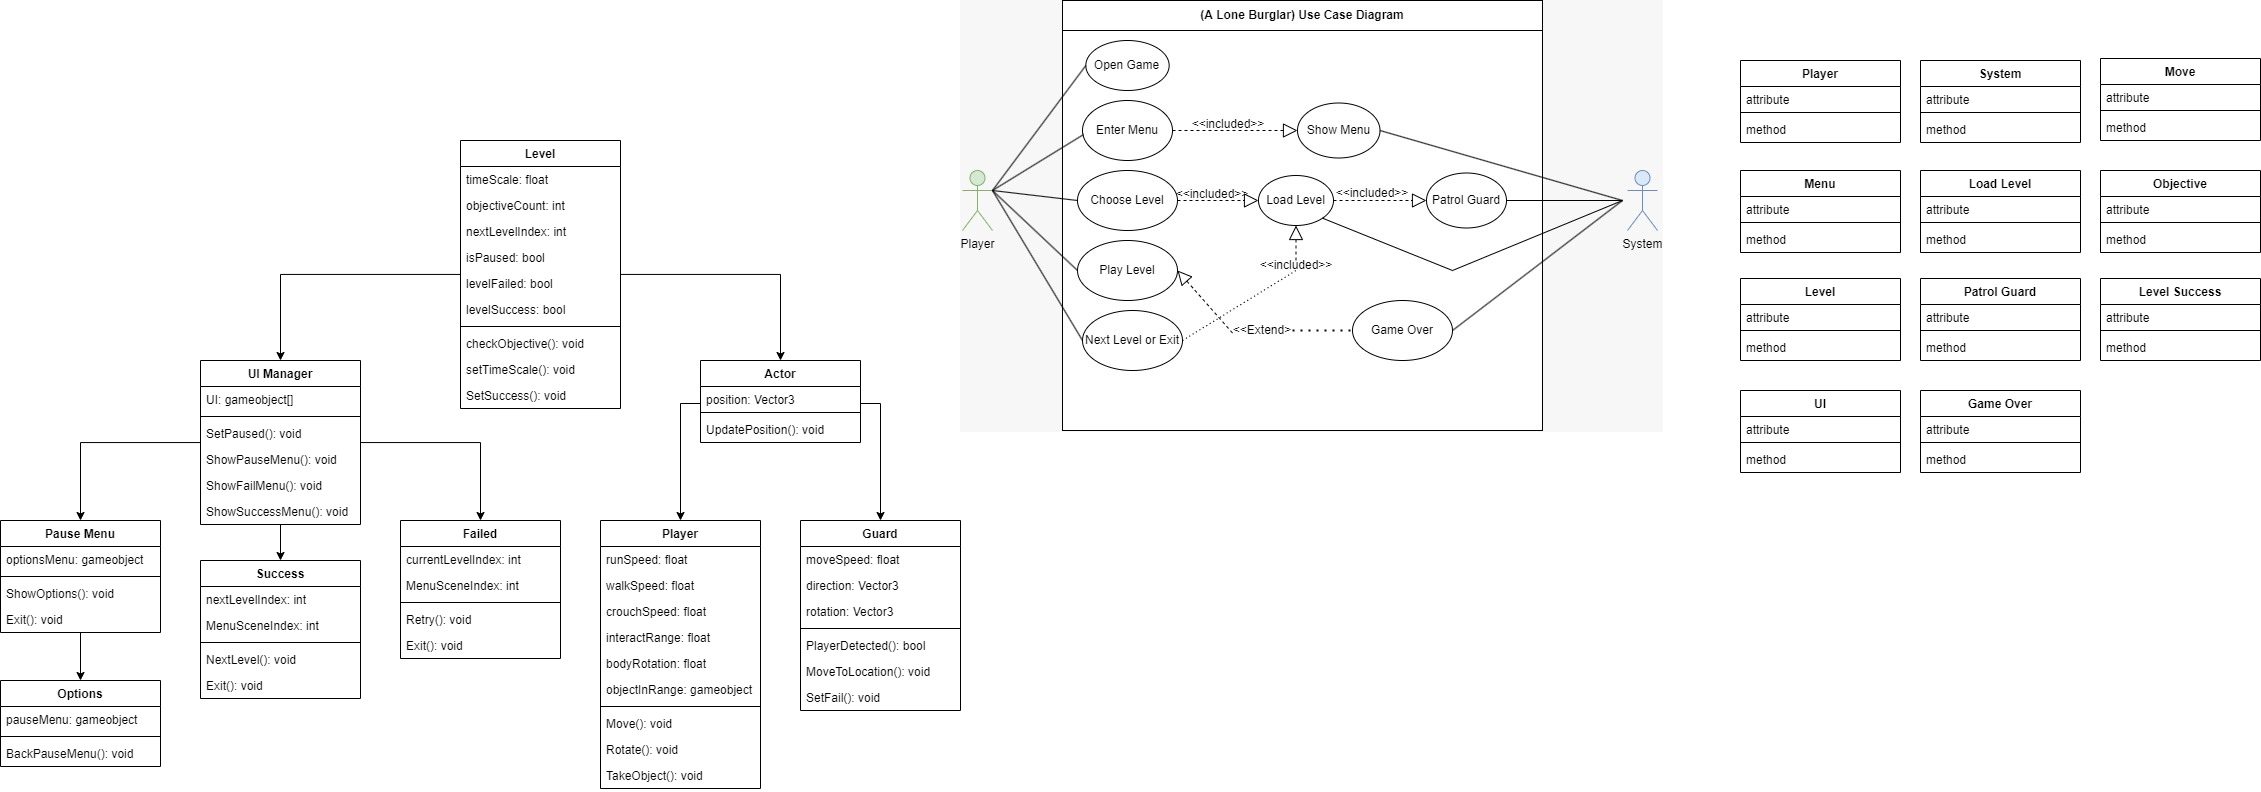 Level
timeScale: float
objectiveCount: int
nextLevelIndex: int
isPaused: bool
levelFailed: bool
levelSuccess: bool
checkObjective(): void
setTimeScale(): void
SetSuccess(): void
UI Manager
UI: gameobject[]
SetPaused(): void
ShowPauseMenu(): void
ShowFailMenu(): void
ShowSuccessMenu(): void
Actor
position: Vector3
UpdatePosition(): void
Pause Menu
optionsMenu: gameobject
ShowOptions(): void
Exit(): void
Success
nextLevelIndex: int
MenuSceneIndex: int
NextLevel(): void
Exit(): void
Failed
currentLevelIndex: int
MenuSceneIndex: int
Retry(): void
Exit(): void
Player
runSpeed: float
walkSpeed: float
crouchSpeed: float
interactRange: float
bodyRotation: float
objectInRange: gameobject
Move(): void
Rotate(): void
TakeObject(): void
Guard
moveSpeed: float
direction: Vector3
rotation: Vector3
PlayerDetected(): bool
MoveToLocation(): void
SetFail(): void
Options
pauseMenu: gameobject
BackPauseMenu(): void
(A Lone Burglar) Use Case Diagram
Open Game
Enter Menu
<<included>>
Show Menu
Choose Level
<<included>>
Load Level
<<included>>
Patrol Guard
Player
System
Play Level
<<included>>
Next Level or Exit
<<Extend>>
Game Over
Player
attribute
method
System
attribute
method
Move
attribute
method
Menu
attribute
method
Load Level
attribute
method
Objective
attribute
method
Level
attribute
method
Patrol Guard
attribute
method
Level Success
attribute
method
UI
attribute
method
Game Over
attribute
method